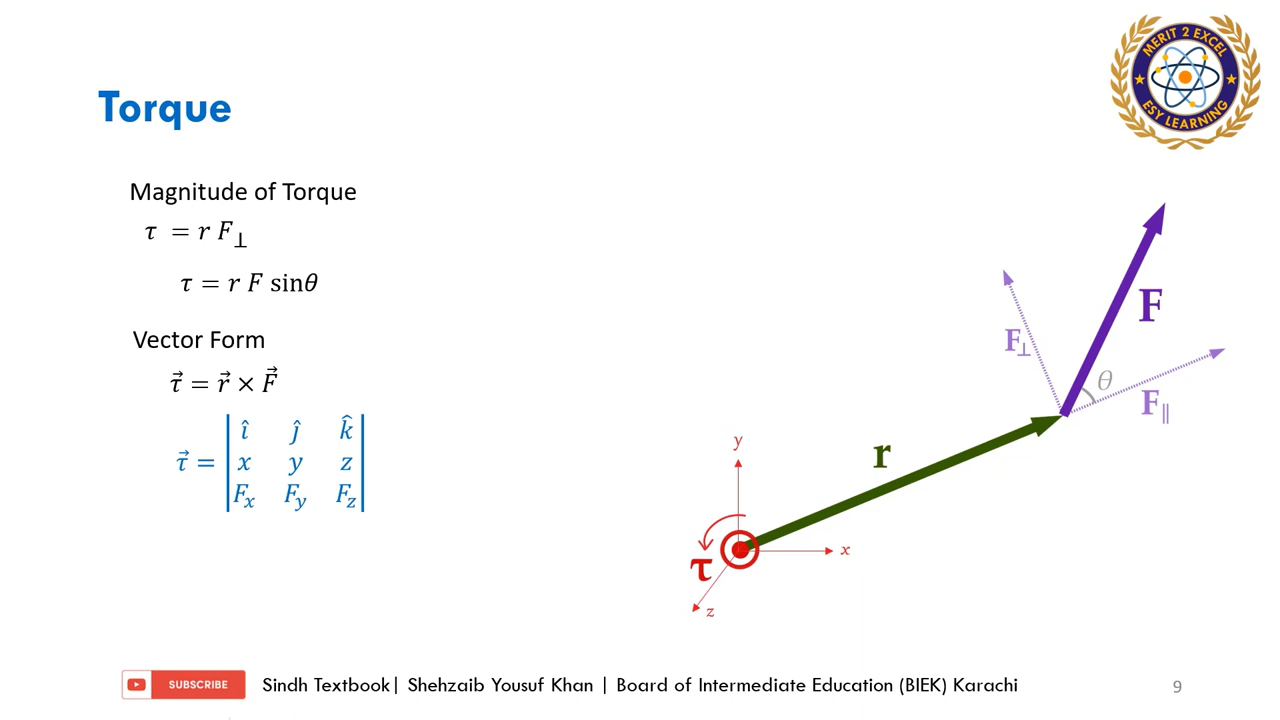 MERIT 2 EXCEL
ESY LEARNING
Torque
Magnitude of Torque
τ = r F⊥
τ = r F sinθ
Vector Form
τ⃗ = r⃗ × F⃗
τ⃗ = | î ĵ k̂ |
| x y z |
| Fx Fy Fz |
F
F⊥
θ
F∥
r
y
x
τ
z
SUBSCRIBE
Sindh Textbook| Shehzaib Yousuf Khan | Board of Intermediate Education (BIEK) Karachi
9